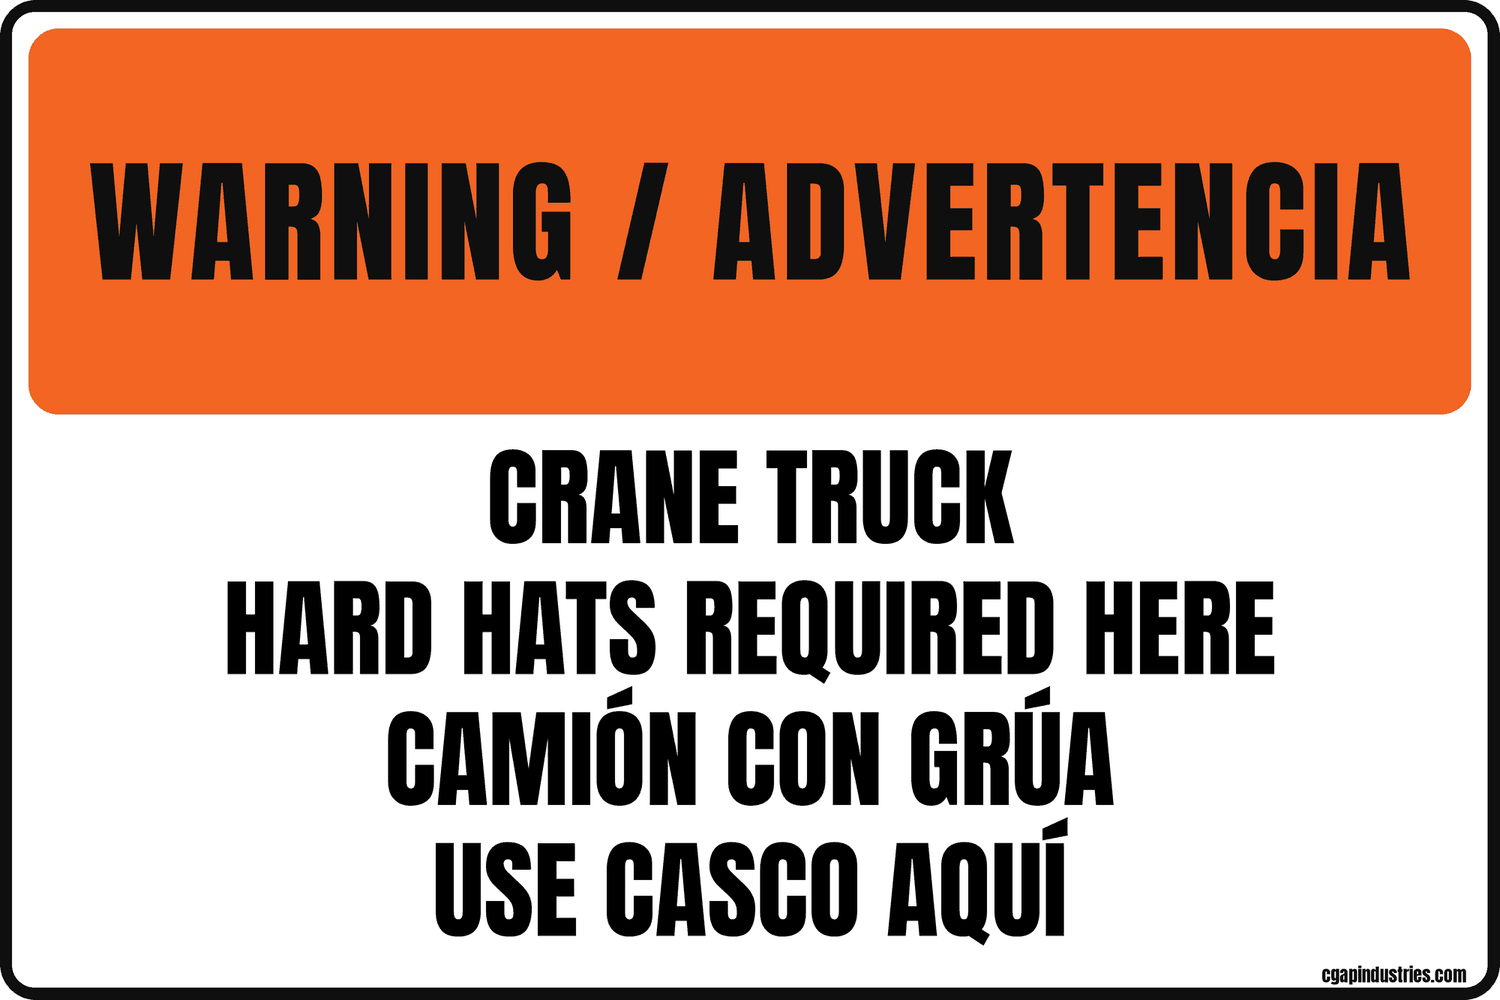 WARNING / ADVERTENCIA
CRANE TRUCK
HARD HATS REQUIRED HERE
CAMIÓN CON GRÚA
USE CASCO AQUÍ
cgapindustries.com